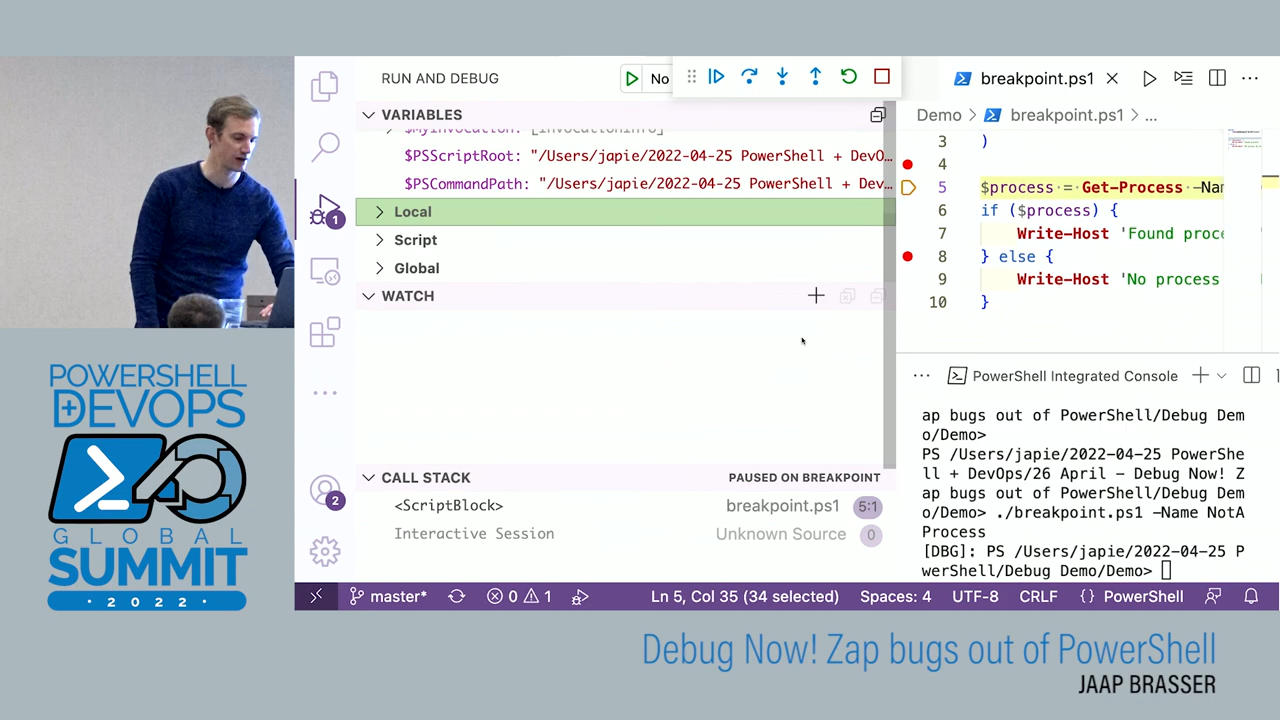 RUN AND DEBUG
No
breakpoint.ps1
VARIABLES
Demo > breakpoint.ps1 > ...
$MyInvocation: [InvocationInfo]
$PSScriptRoot: "/Users/japie/2022-04-25 PowerShell + DevO...
$PSCommandPath: "/Users/japie/2022-04-25 PowerShell + Dev...
Local
Script
Global
WATCH
3 )
4
5 $process = Get-Process -Nam
6 if ($process) {
7 Write-Host 'Found proce
8 } else {
9 Write-Host 'No process
10 }
1
CALL STACK
PAUSED ON BREAKPOINT
<ScriptBlock>
breakpoint.ps1 5:1
Interactive Session
Unknown Source 0
2
PowerShell Integrated Console
ap bugs out of PowerShell/Debug Dem
o/Demo>
PS /Users/japie/2022-04-25 PowerShe
ll + DevOps/26 April - Debug Now! Z
ap bugs out of PowerShell/Debug Dem
o/Demo> ./breakpoint.ps1 -Name NotA
Process
[DBG]: PS /Users/japie/2022-04-25 P
werShell/Debug Demo/Demo>
master*
0
1
Ln 5, Col 35 (34 selected)
Spaces: 4
UTF-8
CRLF
{} PowerShell
POWERSHELL
+DEVOPS
GLOBAL
SUMMIT
· 2022 ·
Debug Now! Zap bugs out of PowerShell
JAAP BRASSER